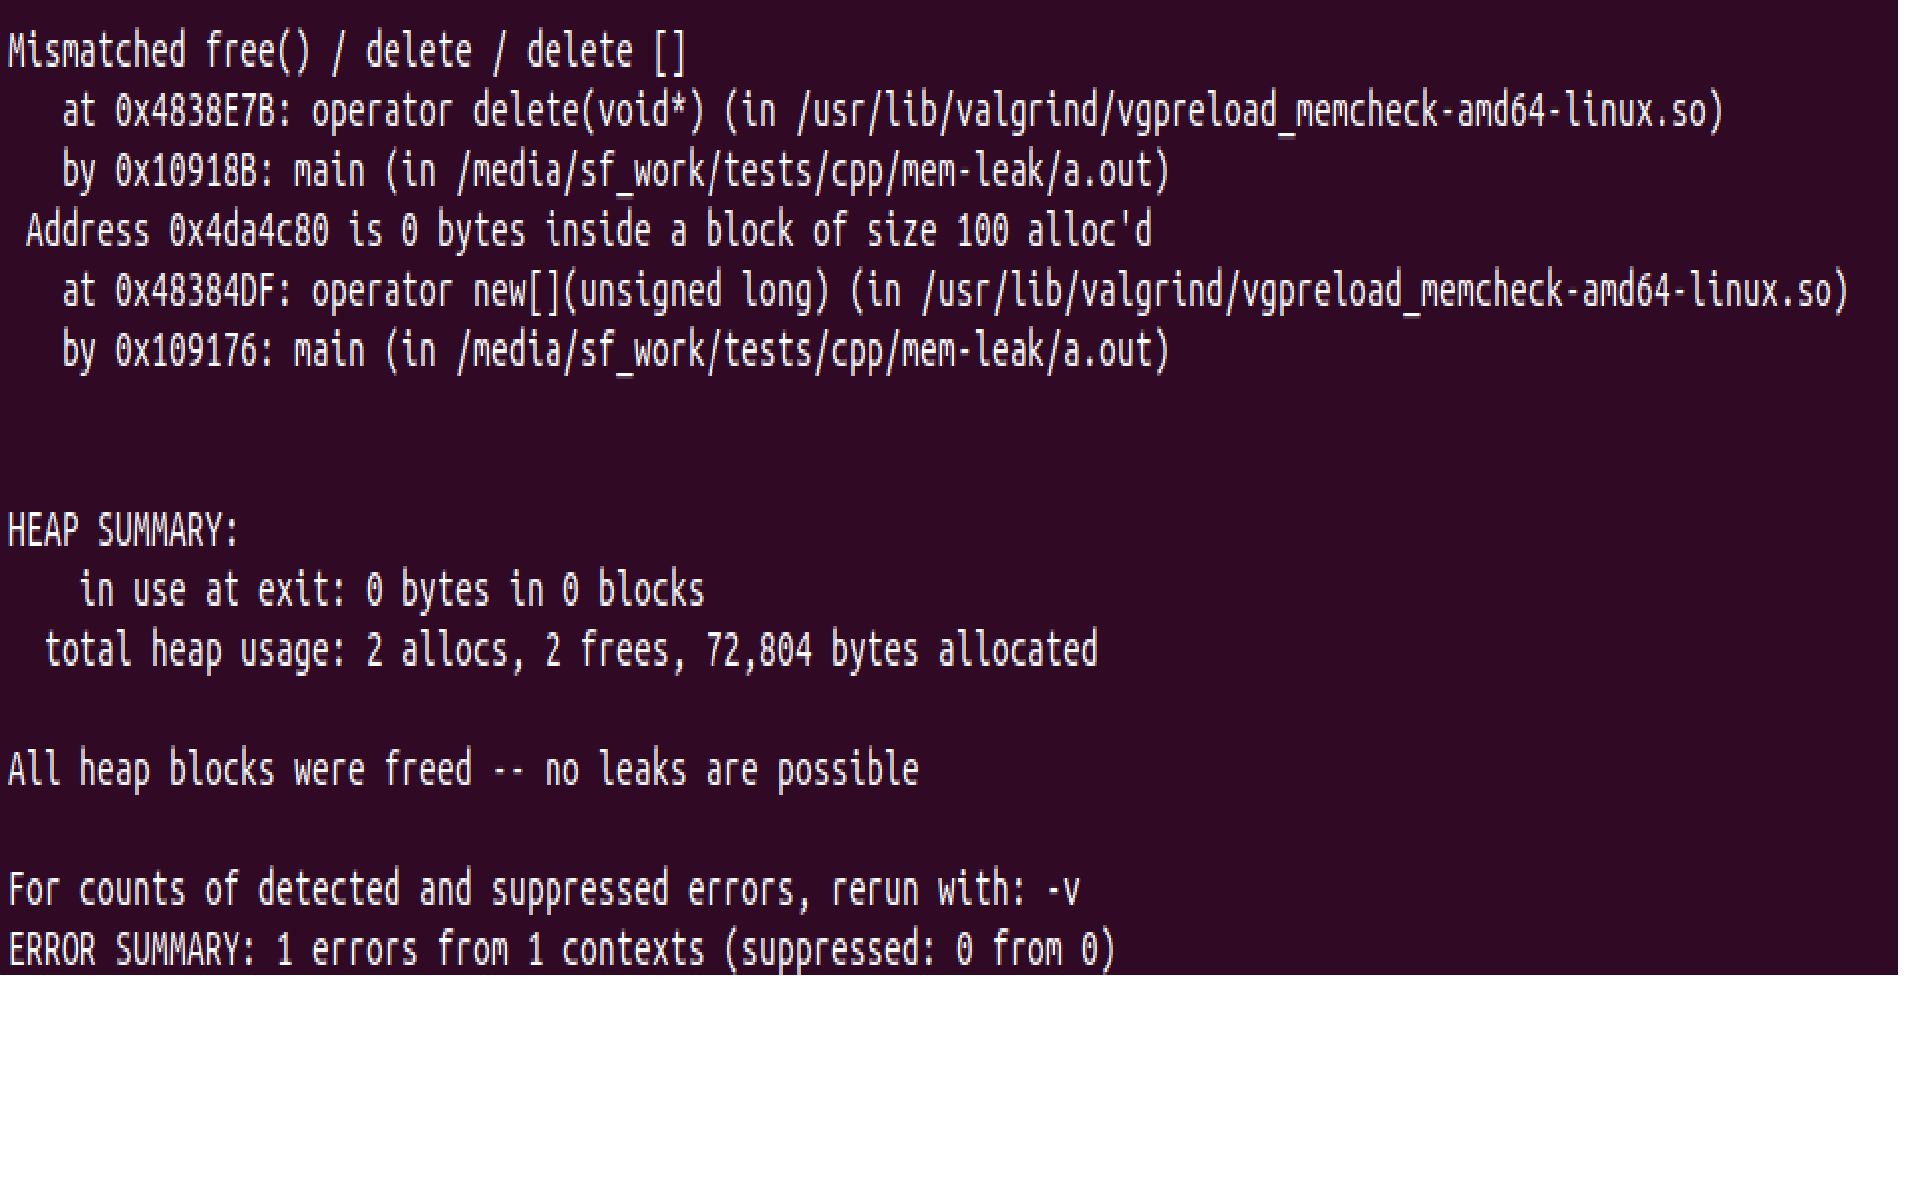 Mismatched free() / delete / delete []
at 0x4838E7B: operator delete(void*) (in /usr/lib/valgrind/vgpreload_memcheck-amd64-linux.so)
by 0x10918B: main (in /media/sf_work/tests/cpp/mem-leak/a.out)
Address 0x4da4c80 is 0 bytes inside a block of size 100 alloc'd
at 0x48384DF: operator new[](unsigned long) (in /usr/lib/valgrind/vgpreload_memcheck-amd64-linux.so)
by 0x109176: main (in /media/sf_work/tests/cpp/mem-leak/a.out)
HEAP SUMMARY:
in use at exit: 0 bytes in 0 blocks
total heap usage: 2 allocs, 2 frees, 72,804 bytes allocated
All heap blocks were freed -- no leaks are possible
For counts of detected and suppressed errors, rerun with: -v
ERROR SUMMARY: 1 errors from 1 contexts (suppressed: 0 from 0)